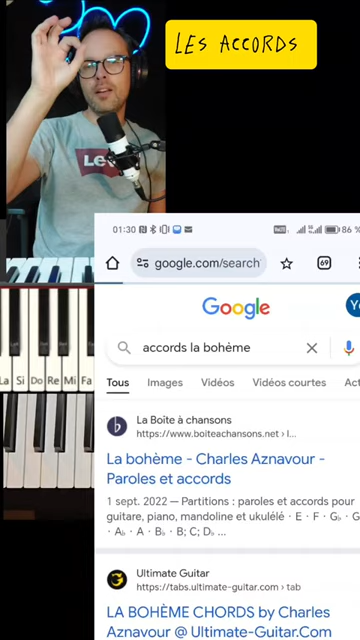 LES ACCORDS
Levi's
01:30
86 %
google.com/search
69
Google
Yo
accords la bohème
Tous Images Vidéos Vidéos courtes Act
La Si Do Re Mi Fa
La Boîte à chansons
https://www.boiteachansons.net › l...
La bohème - Charles Aznavour -
Paroles et accords
1 sept. 2022 — Partitions : paroles et accords pour
guitare, piano, mandoline et ukulélé · E · F · G♭ · G
· A♭ · A · B♭ · B; C; D♭ ...
Ultimate Guitar
https://tabs.ultimate-guitar.com › tab
LA BOHÈME CHORDS by Charles
Aznavour @ Ultimate-Guitar.Com